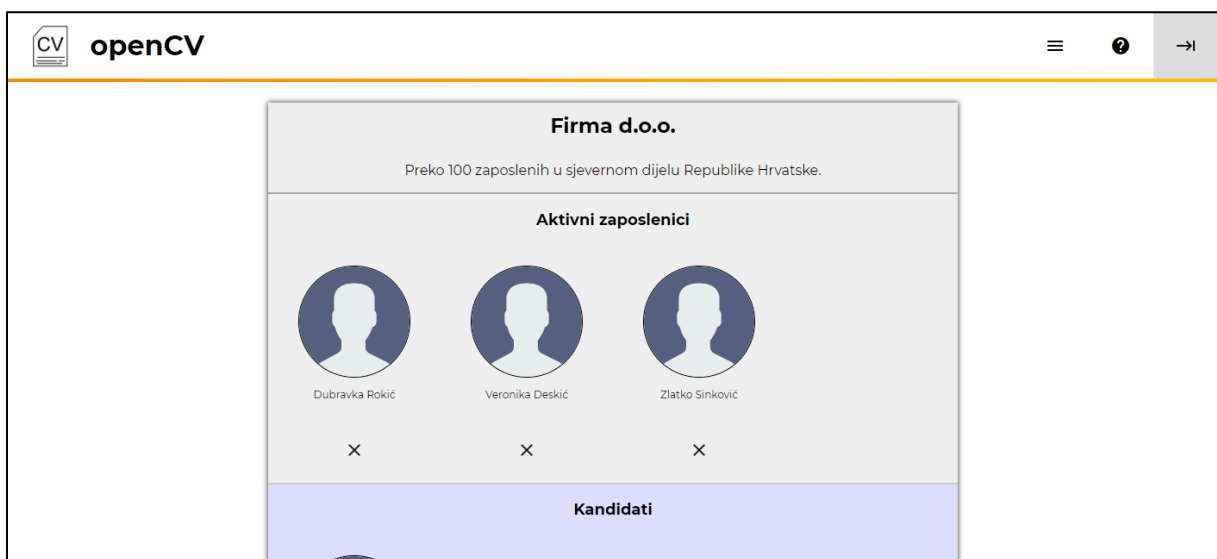 CV openCV
Firma d.o.o.
Preko 100 zaposlenih u sjevernom dijelu Republike Hrvatske.
Aktivni zaposlenici
Dubravka Rokić Veronika Deskić Zlatko Sinković
Kandidati